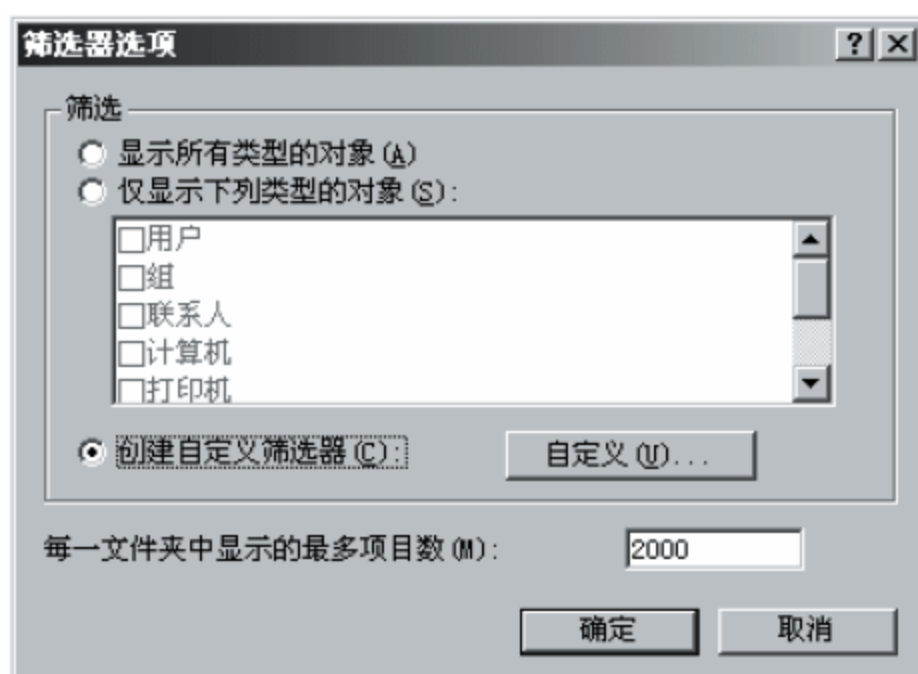 筛选器选项
筛选
显示所有类型的对象(A)
仅显示下列类型的对象(S):
用户
组
联系人
计算机
打印机
创建自定义筛选器(C):
自定义(U)...
每一文件夹中显示的最多项目数(M):
2000
确定
取消